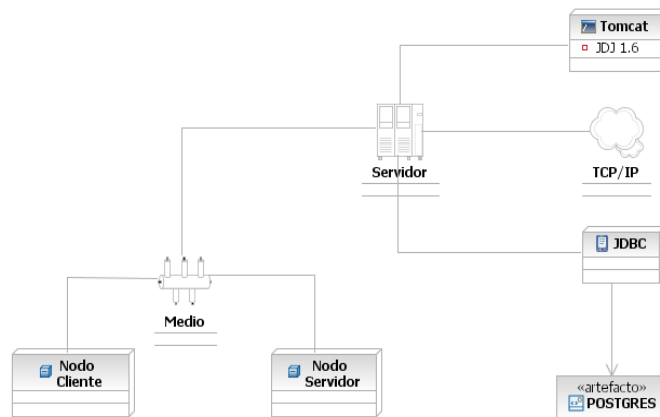 Tomcat
JDJ 1.6
Servidor
TCP/IP
JDBC
Medio
Nodo
Cliente
Nodo
Servidor
«artefacto»
POSTGRES